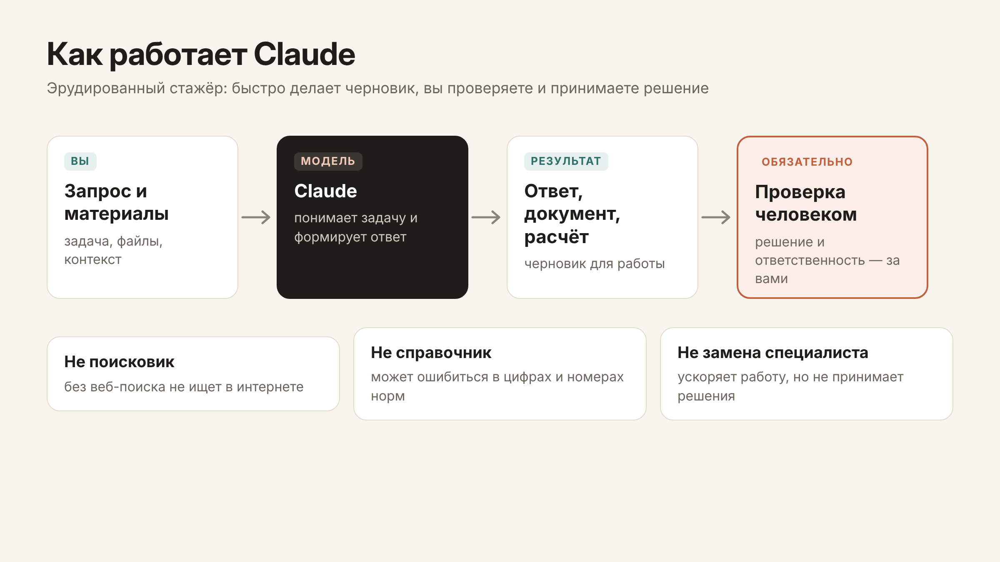 Как работает Claude
Эрудированный стажёр: быстро делает черновик, вы проверяете и принимаете решение
ВЫ
Запрос и
материалы
задача, файлы,
контекст
МОДЕЛЬ
Claude
понимает задачу и
формирует ответ
РЕЗУЛЬТАТ
Ответ,
документ,
расчёт
черновик для работы
ОБЯЗАТЕЛЬНО
Проверка
человеком
решение и
ответственность — за
вами
Не поисковик
без веб-поиска не ищет в интернете
Не справочник
может ошибиться в цифрах и номерах
норм
Не замена специалиста
ускоряет работу, но не принимает
решения